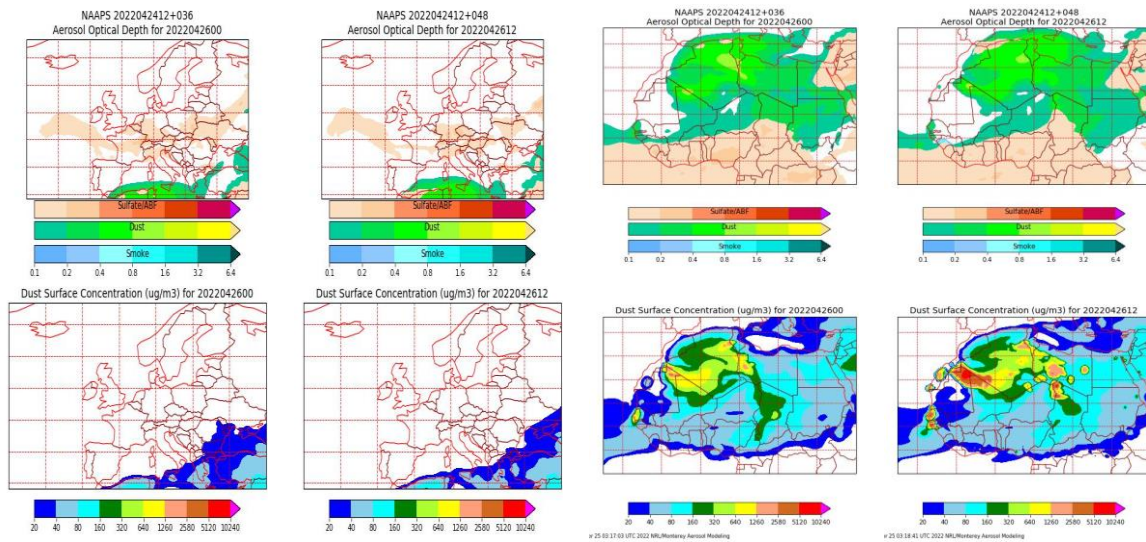 NAAPS 2022042412+036
Aerosol Optical Depth for 2022042600
NAAPS 2022042412+048
Aerosol Optical Depth for 2022042612
NAAPS 2022042412+036
Aerosol Optical Depth for 2022042600
NAAPS 2022042412+048
Aerosol Optical Depth for 2022042612
Sulfate/ABF
Dust
Smoke
0.1 0.2 0.4 0.8 1.6 3.2 6.4
Sulfate/ABF
Dust
Smoke
0.1 0.2 0.4 0.8 1.6 3.2 6.4
Sulfate/ABF
Dust
Smoke
0.1 0.2 0.4 0.8 1.6 3.2 6.4
Sulfate/ABF
Dust
Smoke
0.1 0.2 0.4 0.8 1.6 3.2 6.4
Dust Surface Concentration (ug/m3) for 2022042600
Dust Surface Concentration (ug/m3) for 2022042612
Dust Surface Concentration (ug/m3) for 2022042600
Dust Surface Concentration (ug/m3) for 2022042612
20 40 80 160 320 640 1260 2580 5120 10240
20 40 80 160 320 640 1260 2580 5120 10240
20 40 80 160 320 640 1260 2580 5120 10240
20 40 80 160 320 640 1260 2580 5120 10240
r 25 03:17:03 UTC 2022 NRL/Monterey Aerosol Modeling
r 25 03:18:41 UTC 2022 NRL/Monterey Aerosol Modeling